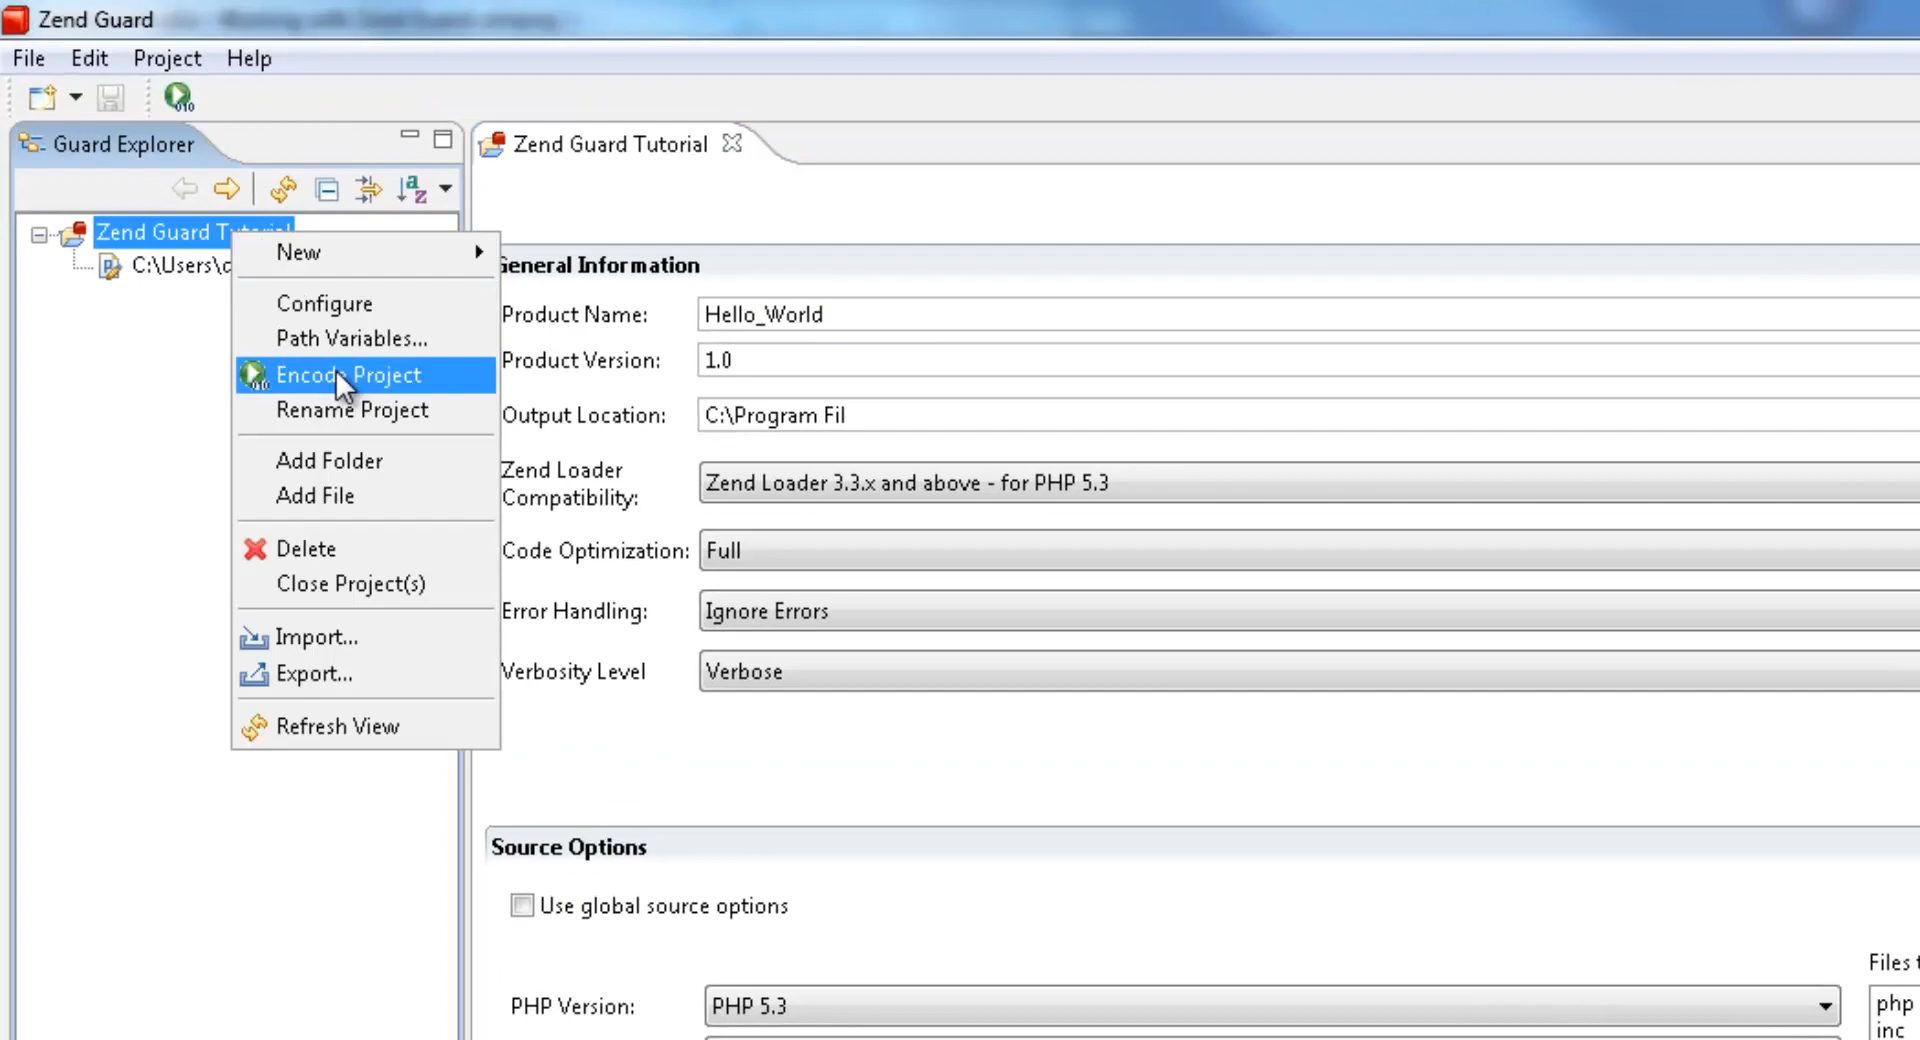 Zend Guard
File Edit Project Help
Guard Explorer
Zend Guard Tutorial
Zend Guard
C:\Users\
New
Configure
Path Variables...
Encode Project
Rename Project
Add Folder
Add File
Delete
Close Project(s)
Import...
Export...
Refresh View
General Information
Product Name: Hello_World
Product Version: 1.0
Output Location: C:\Program Fil
Zend Loader
Compatibility: Zend Loader 3.3.x and above - for PHP 5.3
Code Optimization: Full
Error Handling: Ignore Errors
Verbosity Level Verbose
Source Options
Use global source options
Files
PHP Version: PHP 5.3
php
inc